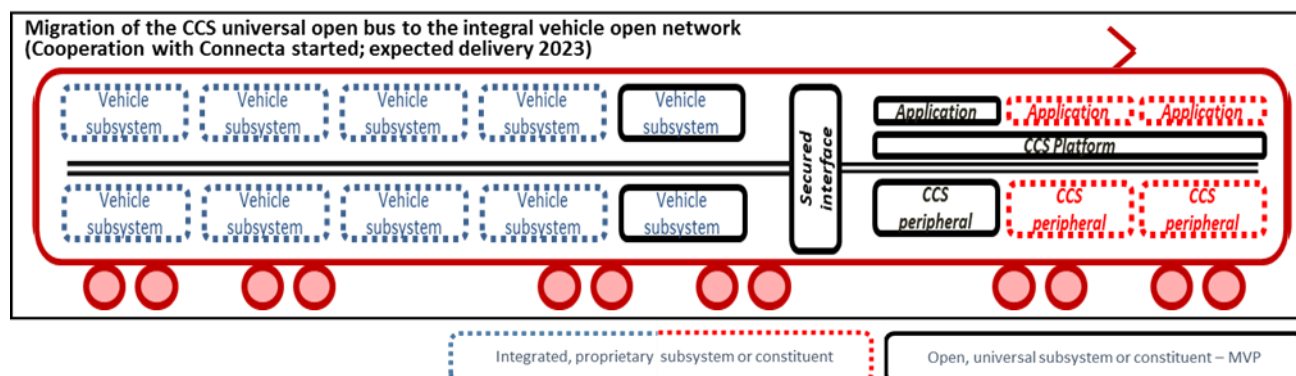 Migration of the CCS universal open bus to the integral vehicle open network
(Cooperation with Connecta started; expected delivery 2023)
Vehicle subsystem
Vehicle subsystem
Vehicle subsystem
Vehicle subsystem
Vehicle subsystem
Secured interface
Application
Application
Application
CCS Platform
Vehicle subsystem
Vehicle subsystem
Vehicle subsystem
Vehicle subsystem
Vehicle subsystem
CCS peripheral
CCS peripheral
CCS peripheral
Integrated, proprietary subsystem or constituent
Open, universal subsystem or constituent – MVP